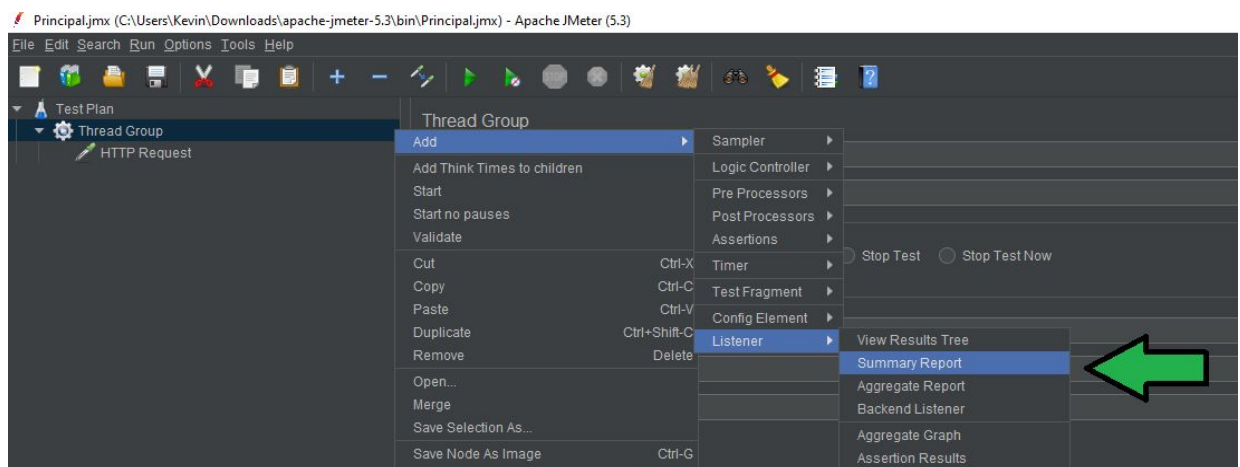 Principal.jmx (C:\Users\Kevin\Downloads\apache-jmeter-5.3\bin\Principal.jmx) - Apache JMeter (5.3)
File Edit Search Run Options Tools Help
STOP
Test Plan
Thread Group
HTTP Request
Thread Group
Add
Add Think Times to children
Start
Start no pauses
Validate
Cut Ctrl-X
Copy Ctrl-C
Paste Ctrl-V
Duplicate Ctrl+Shift-C
Remove Delete
Open...
Merge
Save Selection As...
Save Node As Image Ctrl-G
Sampler
Logic Controller
Pre Processors
Post Processors
Assertions
Timer
Test Fragment
Config Element
Listener
Stop Test Stop Test Now
View Results Tree
Summary Report
Aggregate Report
Backend Listener
Aggregate Graph
Assertion Results